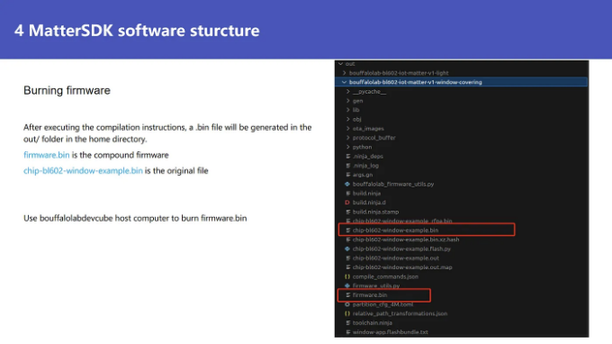 4 MatterSDK software sturcture
Burning firmware
After executing the compilation instructions, a .bin file will be generated in the
out/ folder in the home directory.
firmware.bin is the compound firmware
chip-bl602-window-example.bin is the original file
Use bouffalolabdevcube host computer to burn firmware.bin
out
bouffalolab-bl602-iot-matter-v1-light
bouffalolab-bl602-iot-matter-v1-window-covering
__pycache__
gen
lib
obj
ota_images
protocol_buffer
python
.ninja_deps
.ninja_log
args.gn
bouffalolab_firmware_utils.py
build.ninja
build.ninja.d
build.ninja.stamp
chip-bl602-window-example.bin
chip-bl602-window-example.bin.xz.hash
chip-bl602-window-example.flash.py
chip-bl602-window-example.out
chip-bl602-window-example.out.map
compile_commands.json
firmware_utils.py
firmware.bin
partition_cfg_4M.toml
relative_path_transformations.json
toolchain.ninja
window-app.flashbundle.txt